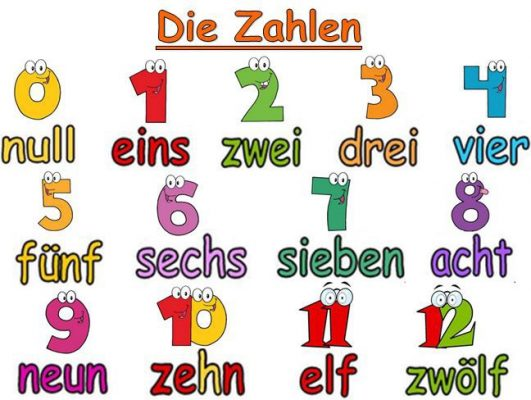 Die Zahlen
0 1 2 3 4
null eins zwei drei vier
5 6 7 8
fünf sechs sieben acht
9 10 11 12
neun zehn elf zwölf